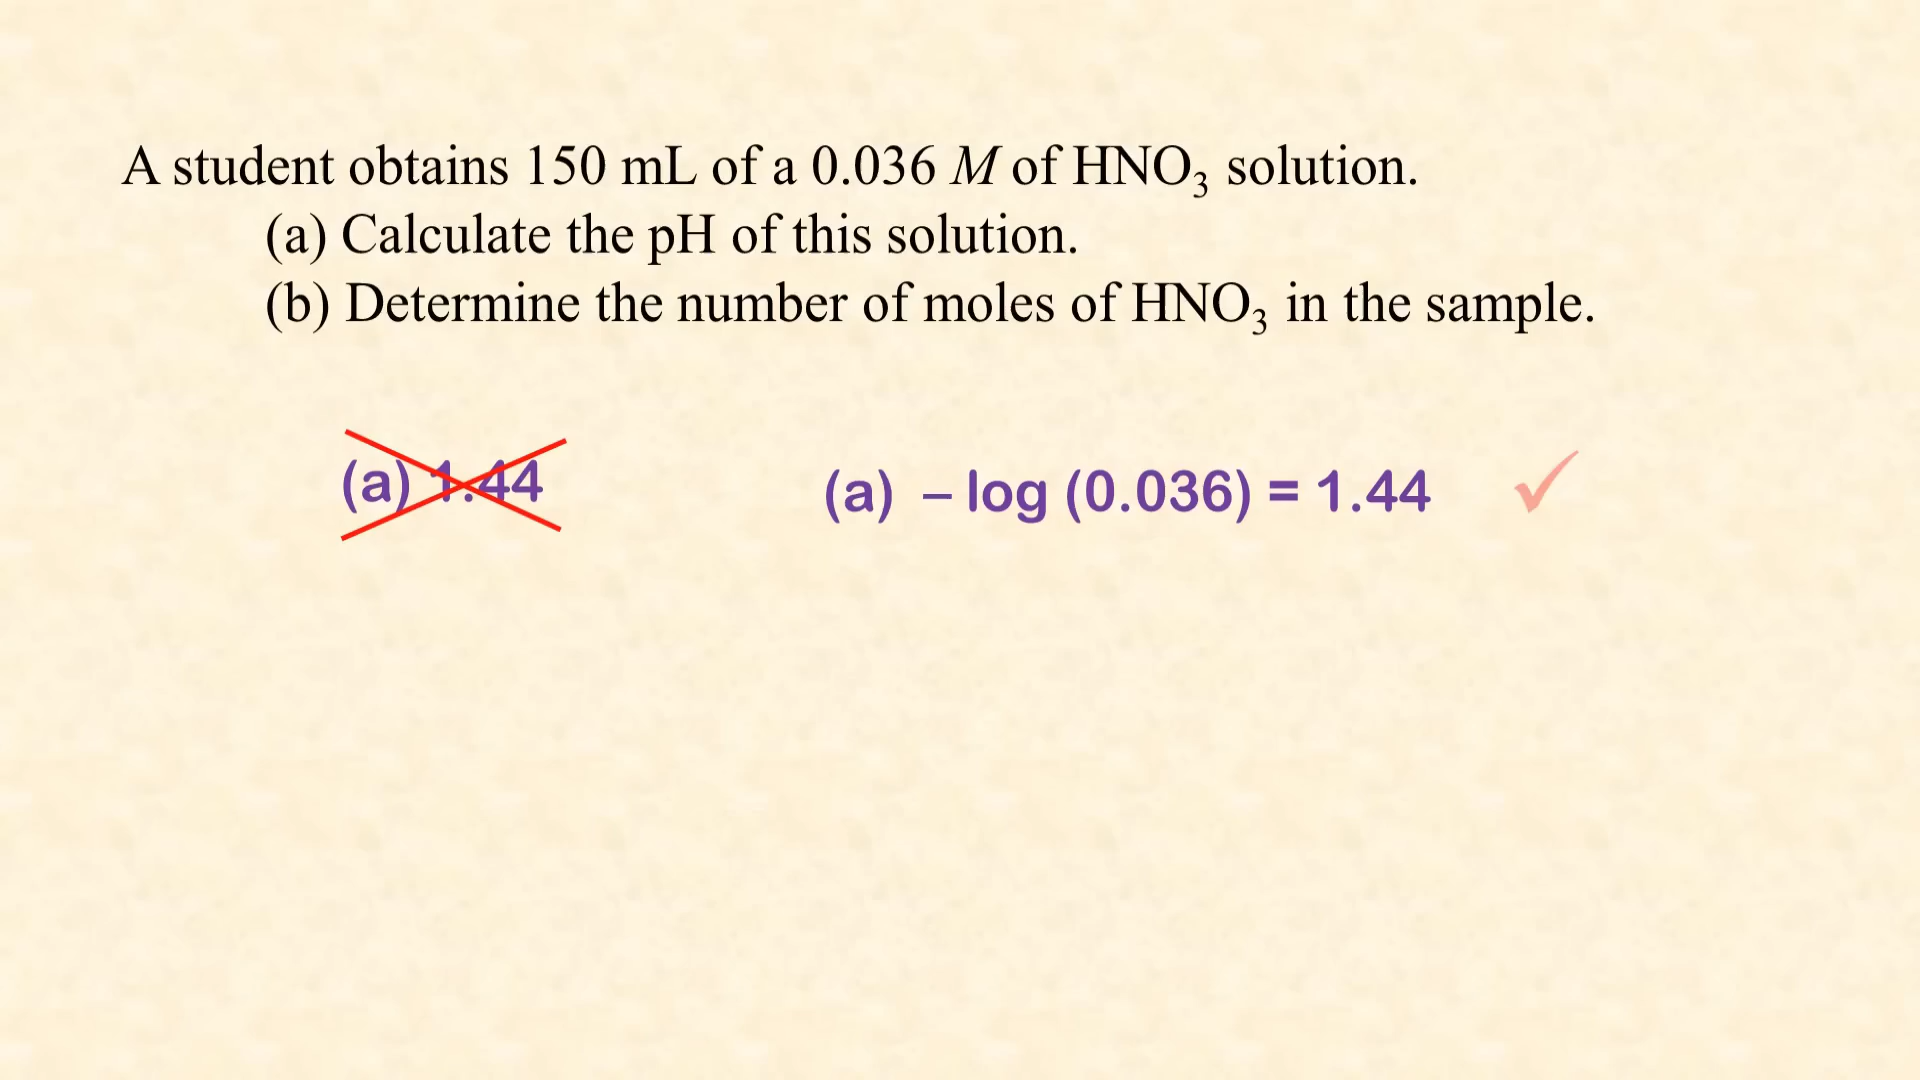 A student obtains 150 mL of a 0.036 M of HNO₃ solution.
(a) Calculate the pH of this solution.
(b) Determine the number of moles of HNO₃ in the sample.
(a) 1.44
(a) – log (0.036) = 1.44